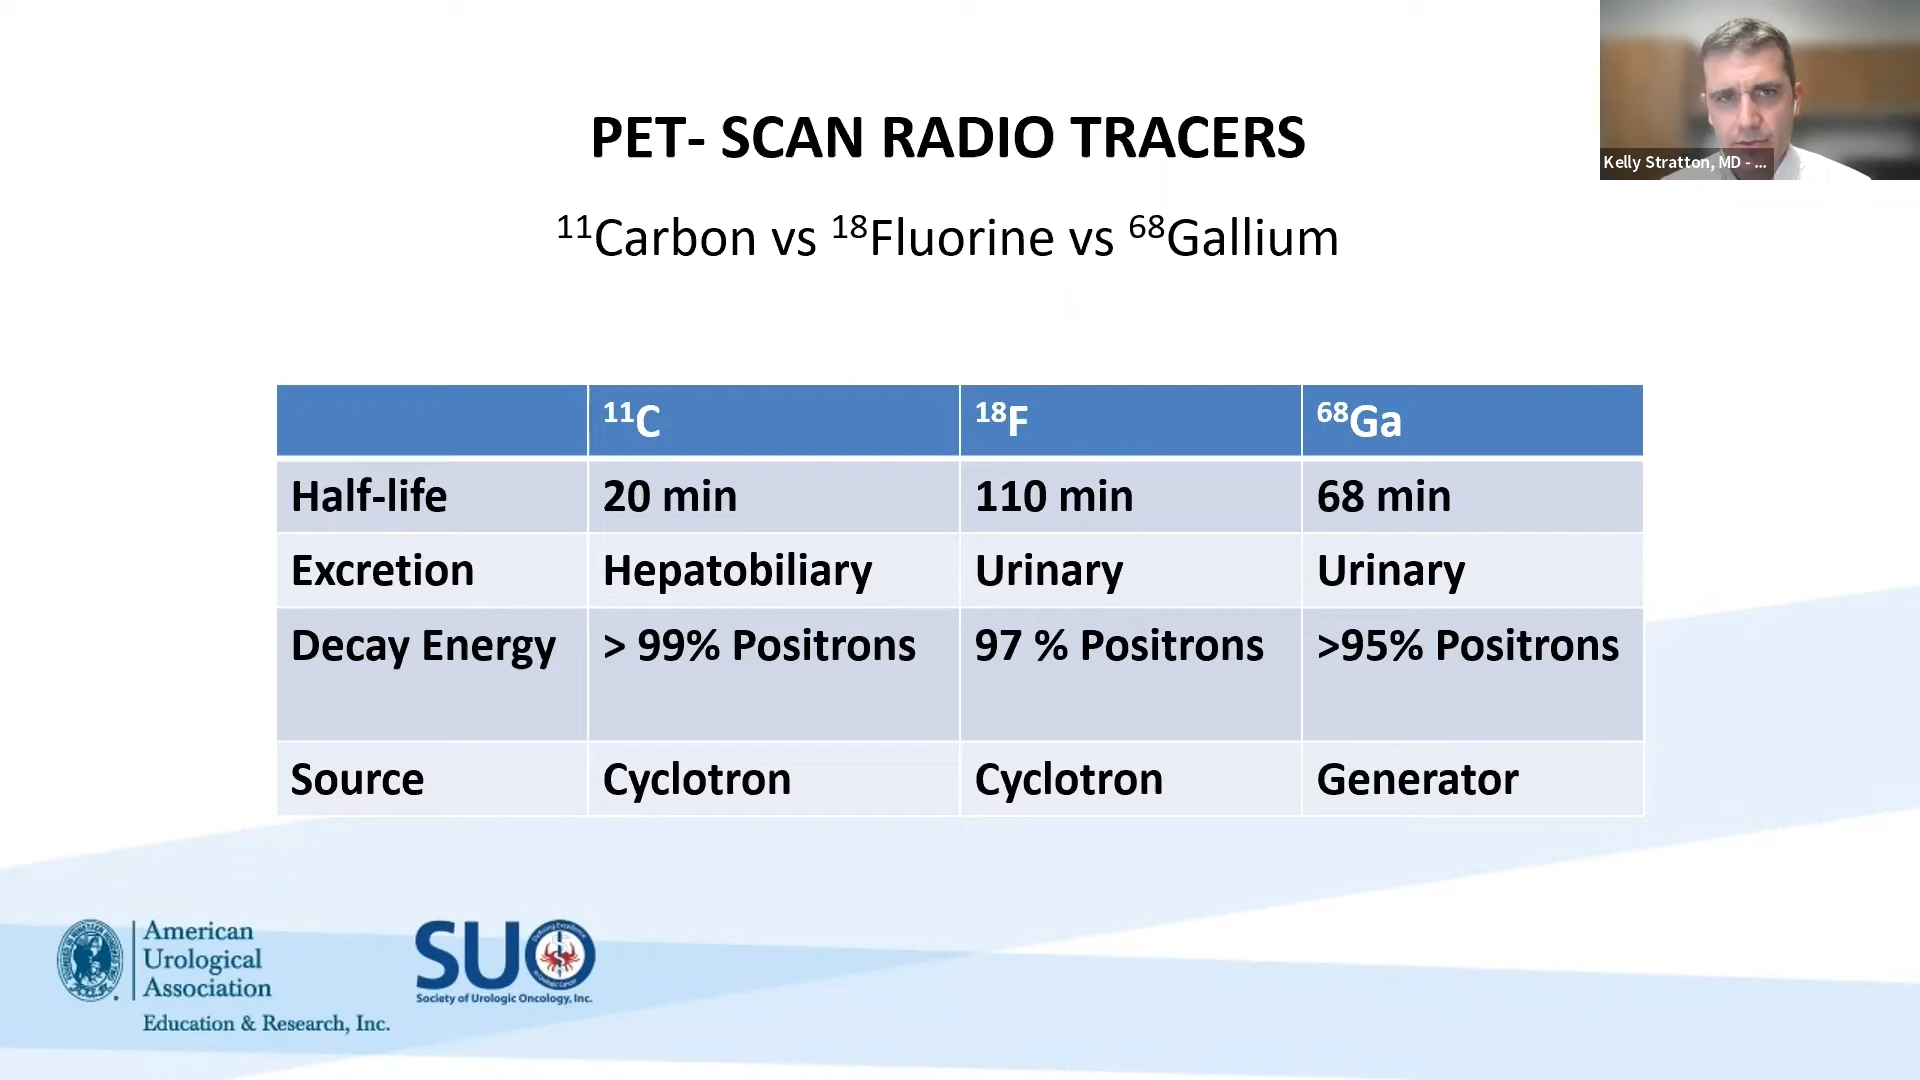 PET- SCAN RADIO TRACERS
Kelly Stratton, MD - ...
¹¹Carbon vs ¹⁸Fluorine vs ⁶⁸Gallium
¹¹C ¹⁸F ⁶⁸Ga
Half-life 20 min 110 min 68 min
Excretion Hepatobiliary Urinary Urinary
Decay Energy > 99% Positrons 97 % Positrons >95% Positrons
Source Cyclotron Cyclotron Generator
American
Urological
Association
Education & Research, Inc.
SUO
Society of Urologic Oncology, Inc.